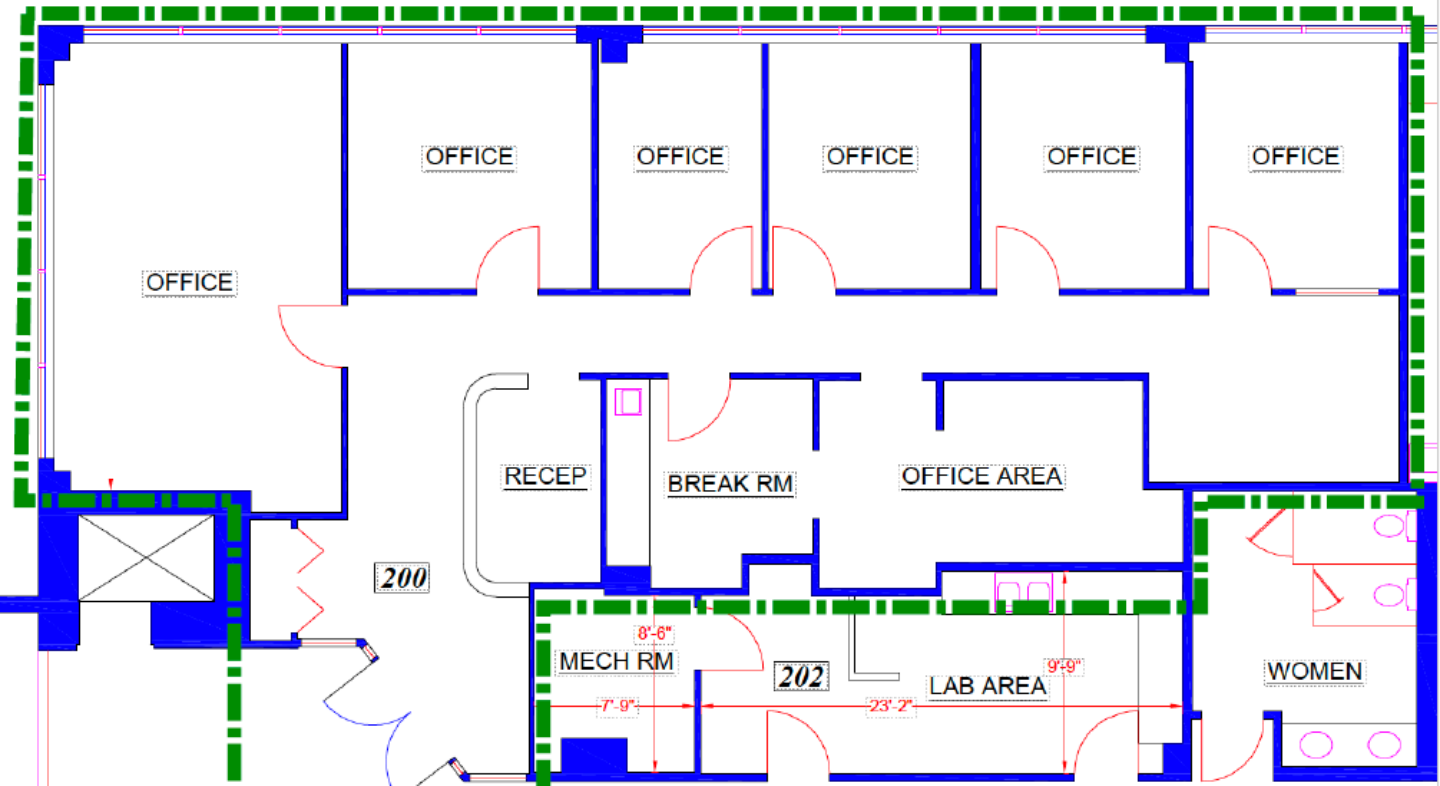 OFFICE
OFFICE
OFFICE
OFFICE
OFFICE
OFFICE
RECEP
BREAK RM
OFFICE AREA
200
8'-6"
MECH RM
202
LAB AREA
9'-9"
WOMEN
7'-9"
23'-2"